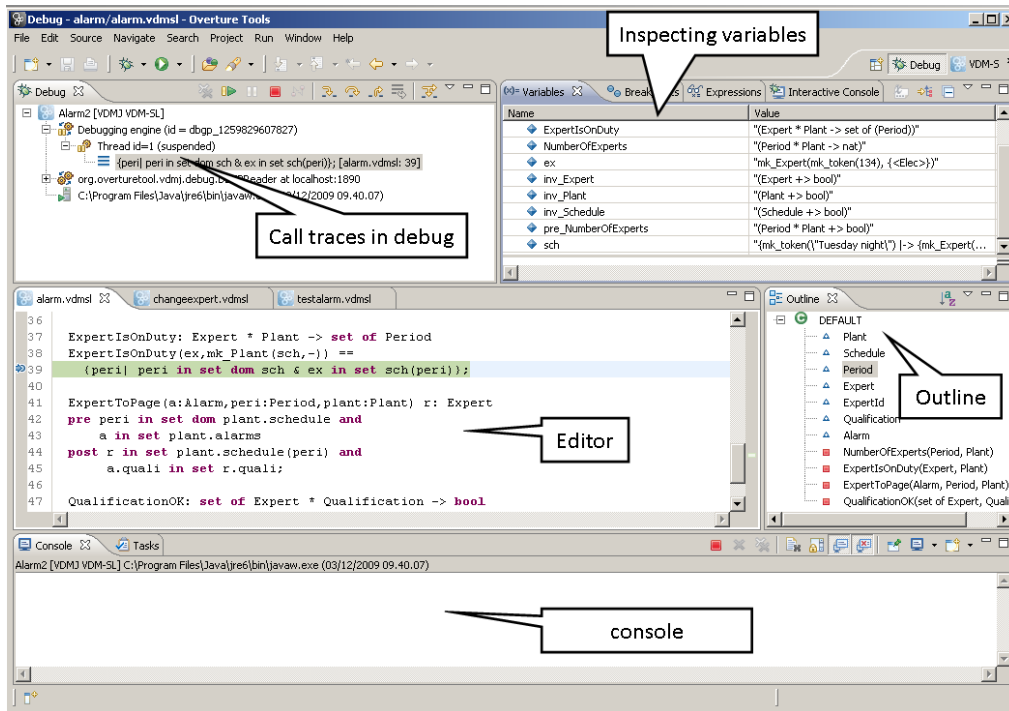 Debug - alarm/alarm.vdmsl - Overture Tools
File Edit Source Navigate Search Project Run Window Help
Inspecting variables
Debug VDM-S
Debug
Alarm2 [VDMJ VDM-SL]
Debugging engine (id = dbgp_1259829607827)
Thread id=1 (suspended)
{peri| peri in set dom sch & ex in set sch(peri)}; [alarm.vdmsl: 39]
org.overturetool.vdmj.debug. Reader at localhost:1890
C:\Program Files\Java\jre6\bin\javaw. /2009 09.40.07)
Call traces in debug
Variables Expressions Interactive Console
Name Value
ExpertIsOnDuty "(Expert * Plant -> set of (Period))"
NumberOfExperts "(Period * Plant -> nat)"
ex "mk_Expert(mk_token(134), {<Elec>})"
inv_Expert "(Expert +> bool)"
inv_Plant "(Plant +> bool)"
inv_Schedule "(Schedule +> bool)"
pre_NumberOfExperts "(Period * Plant +> bool)"
sch "{mk_token(\"Tuesday night\") |-> {mk_Expert(...
alarm.vdmsl changeexpert.vdmsl testalarm.vdmsl
36
37 ExpertIsOnDuty: Expert * Plant -> set of Period
38 ExpertIsOnDuty(ex,mk_Plant(sch,-)) ==
39 {peri| peri in set dom sch & ex in set sch(peri)};
40
41 ExpertToPage(a:Alarm,peri:Period,plant:Plant) r: Expert
42 pre peri in set dom plant.schedule and
43 a in set plant.alarms
44 post r in set plant.schedule(peri) and
45 a.quali in set r.quali;
46
47 QualificationOK: set of Expert * Qualification -> bool
Editor
Outline
DEFAULT
Plant
Schedule
Period
Expert
ExpertId
Qualification
Alarm
NumberOfExperts(Period, Plant)
ExpertIsOnDuty(Expert, Plant)
ExpertToPage(Alarm, Period, Plant)
QualificationOK(set of Expert, Quali
Outline
Console Tasks
Alarm2 [VDMJ VDM-SL] C:\Program Files\Java\jre6\bin\javaw.exe (03/12/2009 09.40.07)
console